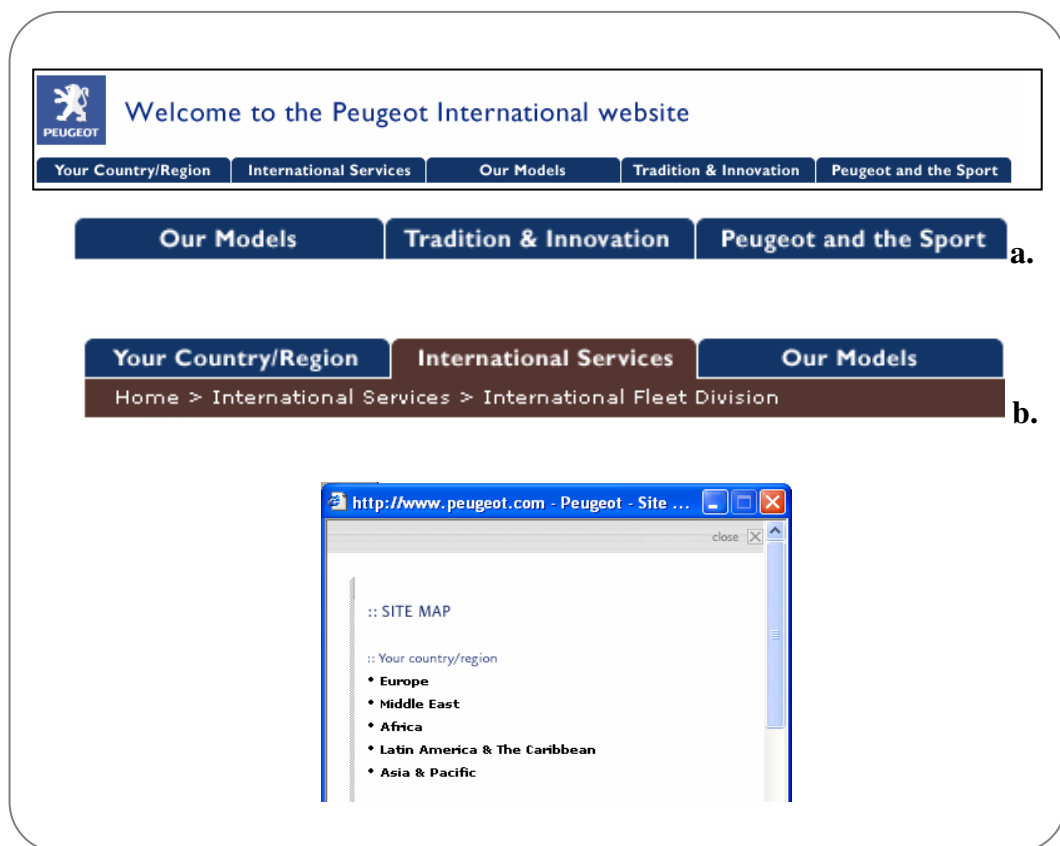 PEUGEOT
Welcome to the Peugeot International website
Your Country/Region International Services Our Models Tradition & Innovation Peugeot and the Sport
Our Models Tradition & Innovation Peugeot and the Sport
a.
Your Country/Region International Services Our Models
Home > International Services > International Fleet Division
b.
http://www.peugeot.com - Peugeot - Site ...
close
:: SITE MAP
:: Your country/region
• Europe
• Middle East
• Africa
• Latin America & The Caribbean
• Asia & Pacific